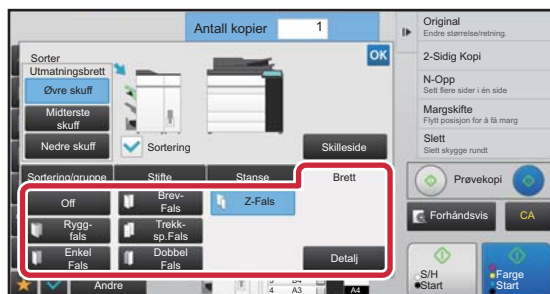 Antall kopier
1
Original
Endre størrelse/retning.
2-Sidig Kopi
N-Opp
Sett flere sider i én side
Margskifte
Flytt posisjon for å få marg
Slett
Slett skygge rundt
OK
Sorter
Utmatningsbrett
Øvre skuff
Midterste
skuff
Nedre skuff
Sortering
Skilleside
Sortering/gruppe
Stifte
Stanse
Brett
Off
Brev-
Fals
Z-Fals
Rygg-
fals
Trekk-
sp.Fals
Enkel
Fals
Dobbel
Fals
Detalj
Prøvekopi
Forhåndsvis
CA
S/H
Start
Farge
Start
Andre
4 A3
A4